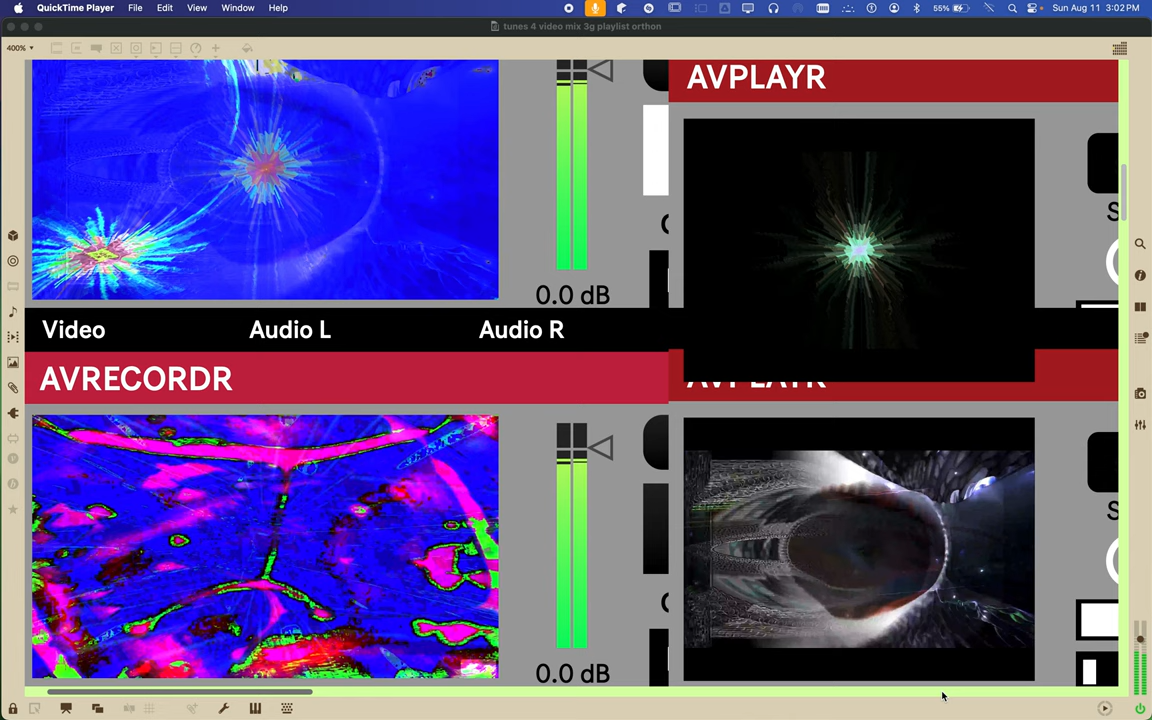 QuickTime Player File Edit View Window Help 55% Sun Aug 11 3:02 PM
tunes 4 video mix 3g playlist orthon
400%
AVPLAYR
0.0 dB
Video Audio L Audio R
AVRECORDR
0.0 dB